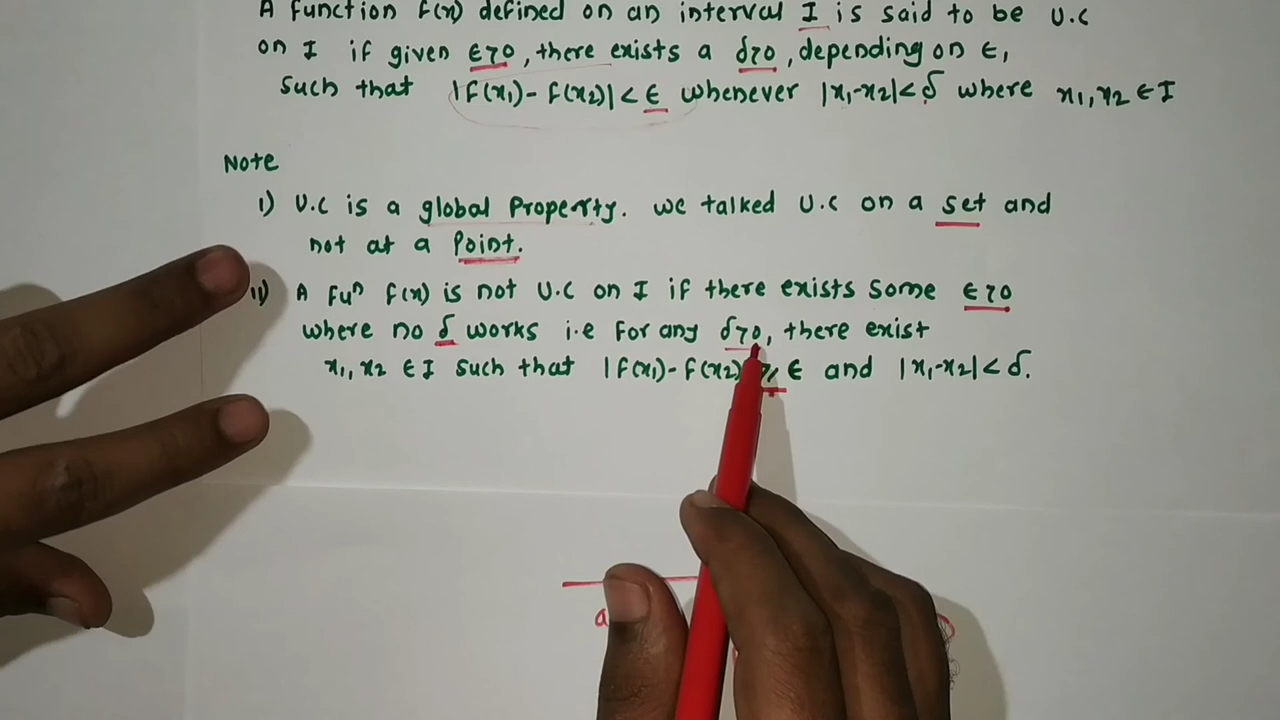 A function f(x) defined on an interval I is said to be U.C
on I if given ϵ>0, there exists a δ>0, depending on ϵ,
such that |f(x1)-f(x2)|<ϵ whenever |x1-x2|<δ where x1,x2 ∈ I
Note
i) U.C is a global Property. we talked U.C on a set and
not at a Point.
ii) A fuⁿ f(x) is not U.C on I if there exists some ϵ>0
where no δ works i.e for any δ>0, there exist
x1, x2 ∈ I such that |f(x1)-f(x2)| ⩾ ϵ and |x1-x2|<δ.
a